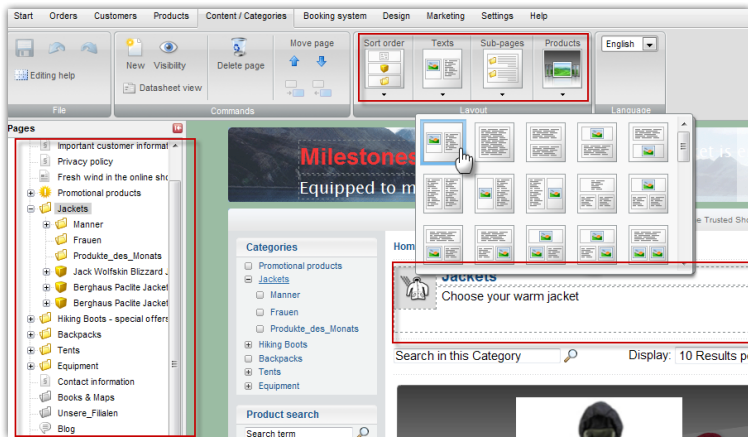 Start Orders Customers Products Content / Categories Booking system Design Marketing Settings Help
Editing help
File
New Visibility
Datasheet view
Delete page
Move page
Commands
Sort order Texts Sub-pages Products
Layout
English
Language
Pages
Important customer informat
Privacy policy
Fresh wind in the online sho
Promotional products
Jackets
Manner
Frauen
Produkte_des_Monats
Jack Wolfskin Blizzard J
Berghaus Paclite Jacket
Berghaus Paclite Jacket
Hiking Boots - special offers
Backpacks
Tents
Equipment
Contact information
Books & Maps
Unsere_Filialen
Blog
Milestones
Equipped to m
et is e
e Trusted Sho
Categories
Promotional products
Jackets
Manner
Frauen
Produkte_des_Monats
Hiking Boots
Backpacks
Tents
Equipment
Product search
Search term
Hom
Jackets
Choose your warm jacket
Search in this Category
Display: 10 Results pe